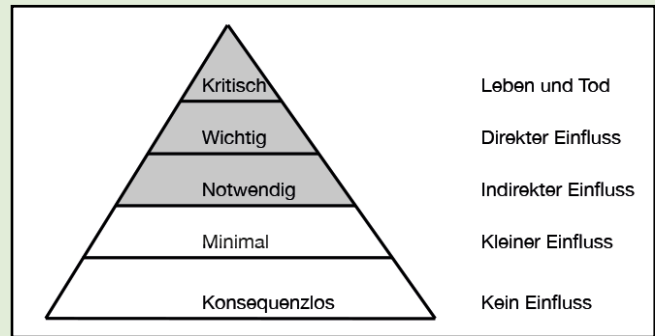 Kritisch Leben und Tod
Wichtig Direkter Einfluss
Notwendig Indirekter Einfluss
Minimal Kleiner Einfluss
Konsequenzlos Kein Einfluss